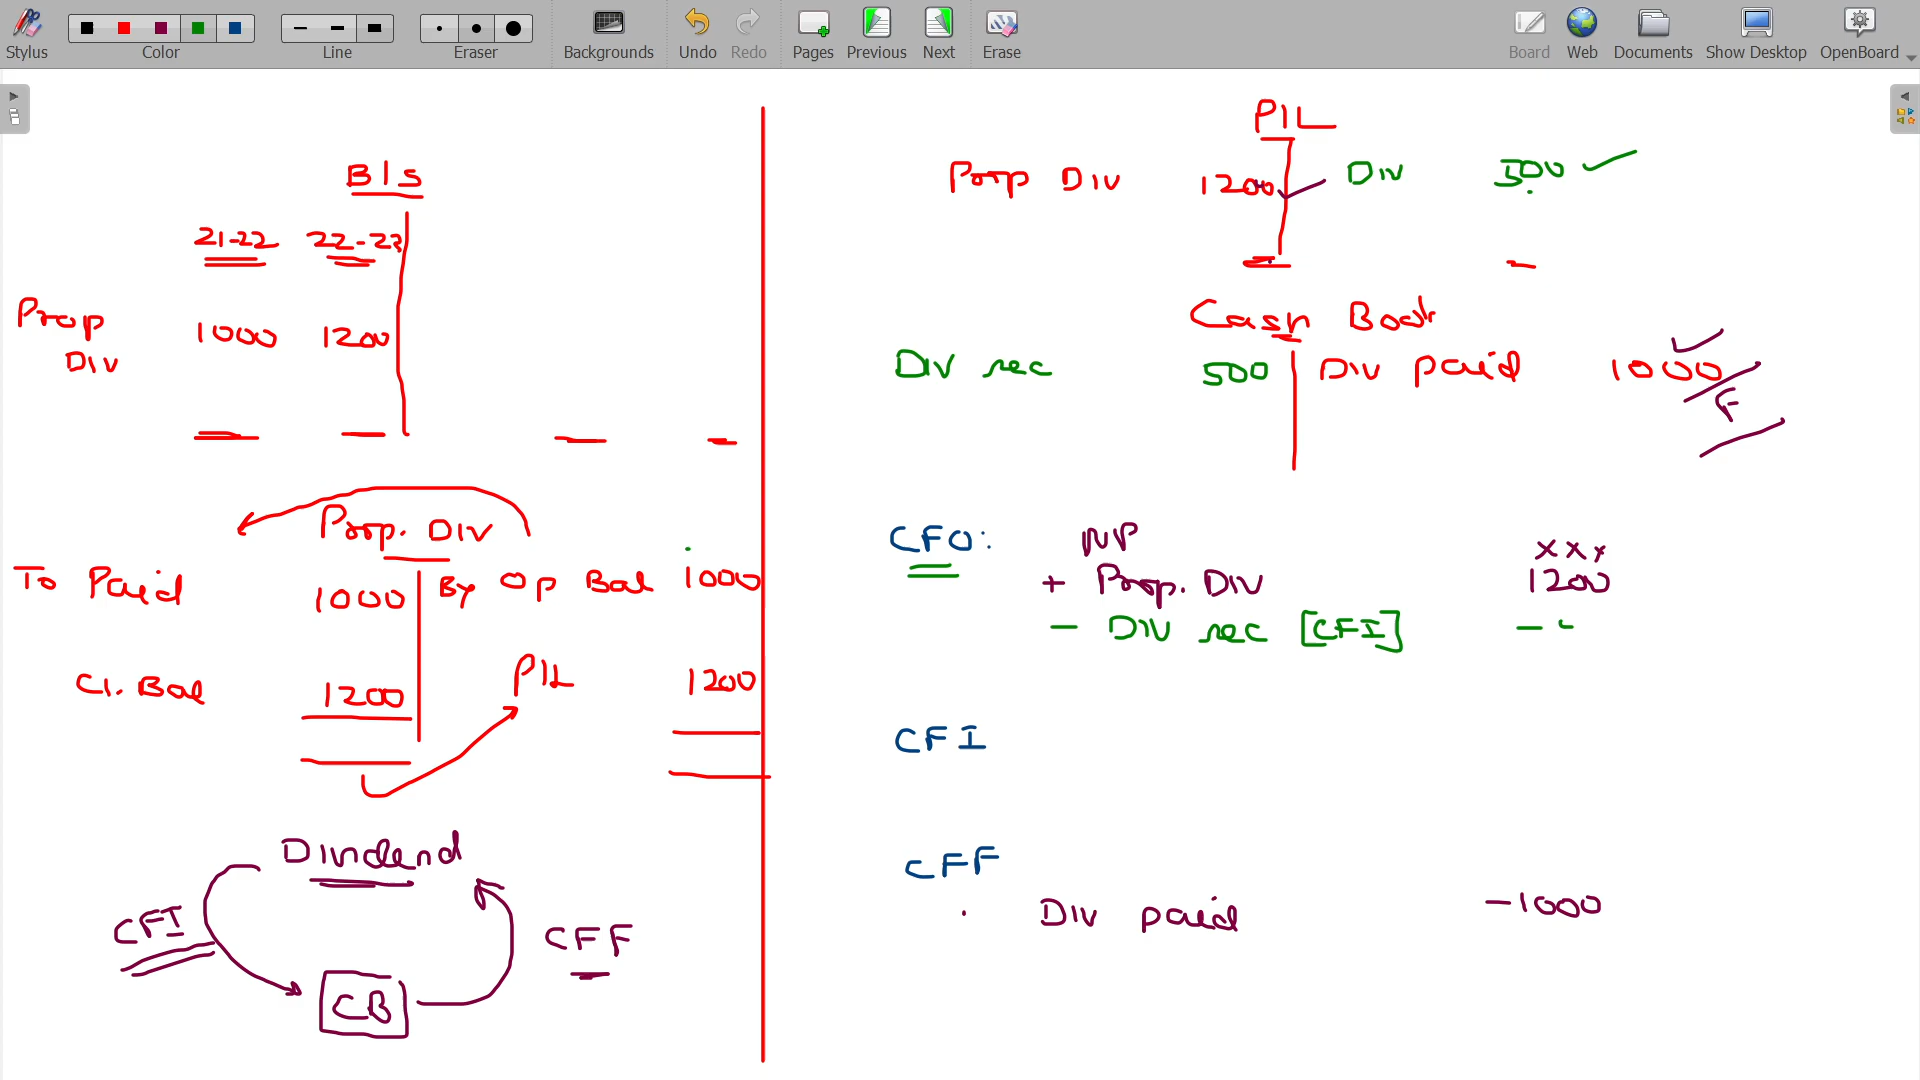 Stylus
Color
Line
Eraser
Backgrounds
Undo
Redo
Pages
Previous
Next
Erase
Board
Web
Documents
Show Desktop
OpenBoard
B/s
21-22 22-23
Prop Div 1000 1200
Prop. Div
To Paid 1000 By Op Bal 1000
Cl. Bal 1200 P/L 1200
Dividend
CFI
CFF
CB
P/L
Prop Div 1200 Div 500
Cash Book
Div rec 500 Div paid 1000
F
CFO: NP xxx
+ Prop. Div 1200
- Div rec [CFI] -
CFI
CFF
Div paid -1000